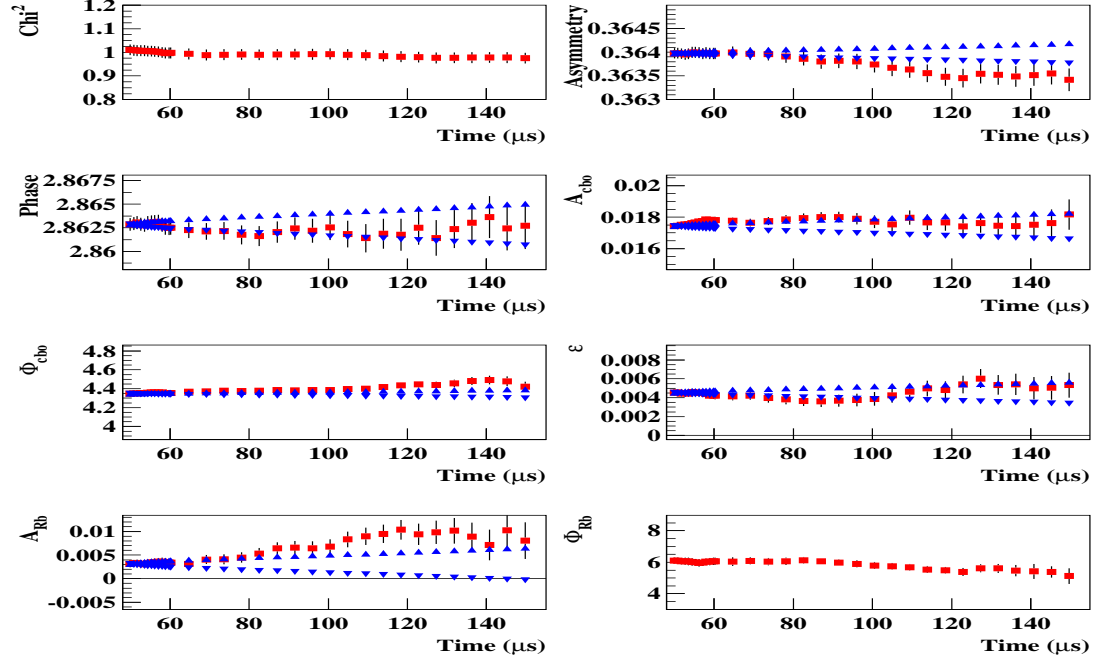 Chi²
1.2
1.1
1
0.9
0.8
60 80 100 120 140
Time (μs)
Asymmetry
0.3645
0.364
0.3635
0.363
60 80 100 120 140
Time (μs)
Phase
2.8675
2.865
2.8625
2.86
60 80 100 120 140
Time (μs)
A_cbo
0.02
0.018
0.016
60 80 100 120 140
Time (μs)
Φ_cbo
4.8
4.6
4.4
4.2
4
60 80 100 120 140
Time (μs)
ε
0.008
0.006
0.004
0.002
0
60 80 100 120 140
Time (μs)
A_Rb
0.01
0.005
0
-0.005
60 80 100 120 140
Time (μs)
Φ_Rb
8
6
4
60 80 100 120 140
Time (μs)